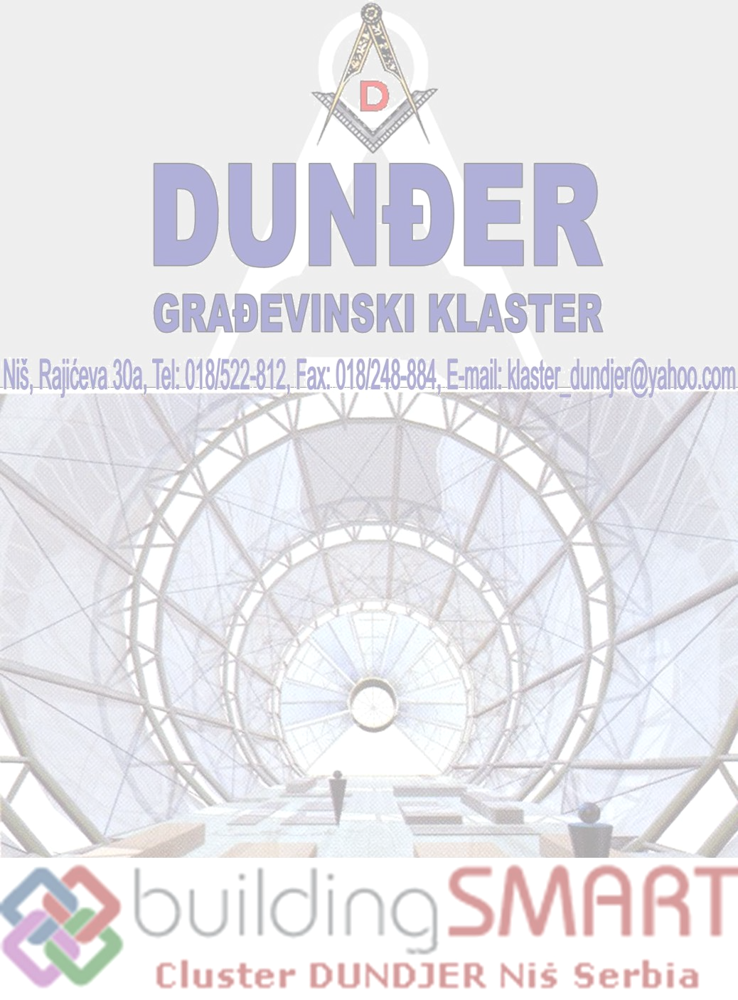 D
DUNĐER
GRAĐEVINSKI KLASTER
Niš, Rajićeva 30a, Tel: 018/522-812, Fax: 018/248-884, E-mail: klaster_dundjer@yahoo.com
buildingSMART
Cluster DUNDJER Niš Serbia